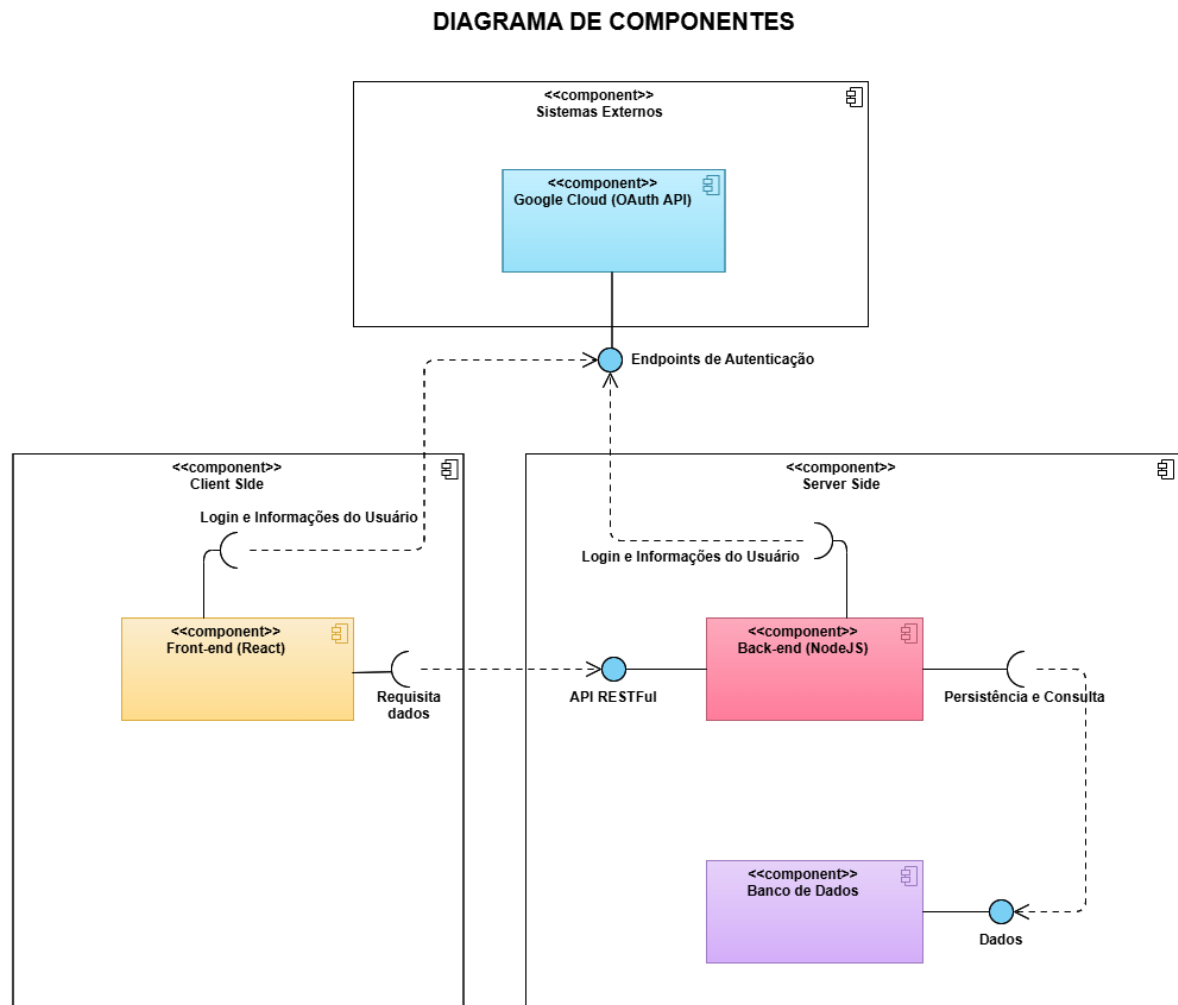 DIAGRAMA DE COMPONENTES
<<component>>
Sistemas Externos
<<component>>
Google Cloud (OAuth API)
Endpoints de Autenticação
<<component>>
Client SIde
Login e Informações do Usuário
<<component>>
Front-end (React)
Requisita
dados
<<component>>
Server Side
Login e Informações do Usuário
<<component>>
Back-end (NodeJS)
API RESTFul
Persistência e Consulta
<<component>>
Banco de Dados
Dados